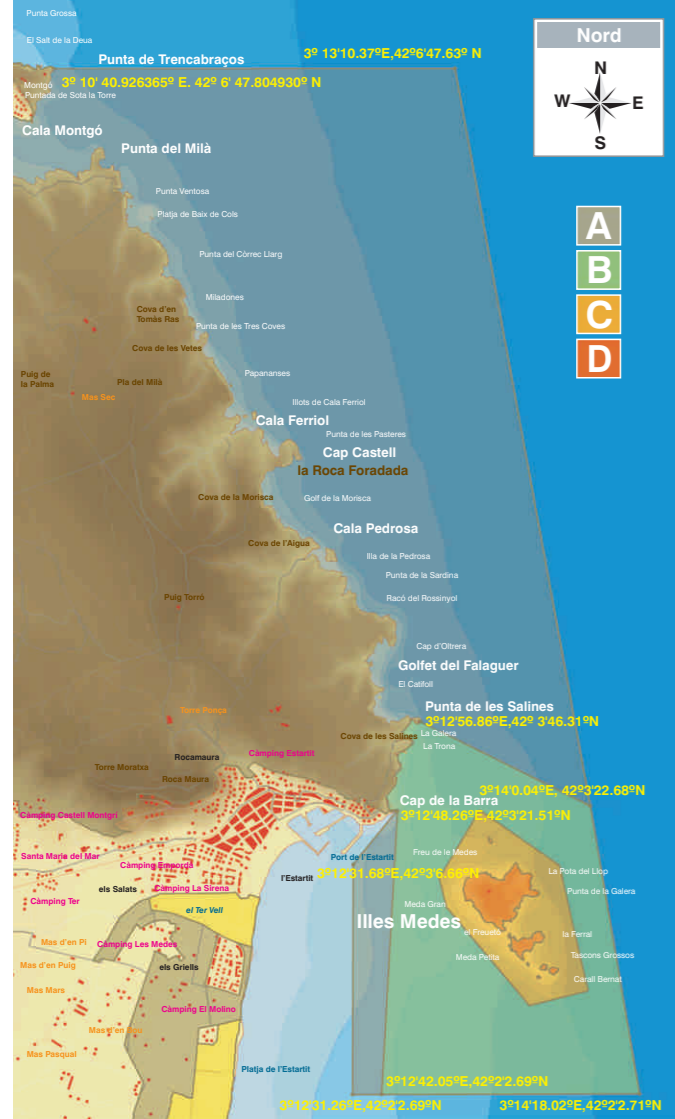 Punta Grossa
El Salt de la Deua
Punta de Trencabraços
3º 13'10.37ºE,42º6'47.63º N
Nord
N
W
E
S
Montgó
3º 10' 40.926365º E. 42º 6' 47.804930º N
Puntada de Sota la Torre
Cala Montgó
Punta del Milà
Punta Ventosa
Platja de Baix de Cols
A
B
C
D
Punta del Còrrec Llarg
Miladones
Cova d'en
Tomàs Ras
Punta de les Tres Coves
Cova de les Vetes
Puig de
la Palma
Pla del Milà
Papananses
Mas Sec
Illots de Cala Ferriol
Cala Ferriol
Punta de les Pasteres
Cap Castell
la Roca Foradada
Cova de la Morisca
Golf de la Morisca
Cala Pedrosa
Cova de l'Aigua
Illa de la Pedrosa
Punta de la Sardina
Puig Torró
Racó del Rossinyol
Cap d'Oltrera
Golfet del Falaguer
El Califoll
Punta de les Salines
Torre Ponça
3º12'56.86ºE,42º 3'46.31ºN
Cova de les Salines
La Galera
La Trona
Rocamaura
Càmping Estartit
Torre Moratxa
Roca Maura
3º14'0.04ºE, 42º3'22.68ºN
Cap de la Barra
3º12'48.26ºE,42º3'21.51ºN
Càmping Castell Montgrí
Santa Maria del Mar
Càmping Empordà
Port de l'Estartit
Freu de le Medes
l'Estartit
3º12'31.68ºE,42º3'6.66ºN
La Pota del Llop
Punta de la Galera
els Salats
Càmping La Sirena
Càmping Ter
Meda Gran
el Ter Vell
Illes Medes
el Freuetó
la Ferral
Mas d'en Pi
Càmping Les Medes
Meda Petita
Tascons Grossos
Mas d'en Puig
els Griells
Carall Bernat
Mas Mars
Càmping El Molino
Mas d'en
Mas Pasqual
Platja de l'Estartit
3º12'42.05ºE,42º2'2.69ºN
3º12'31.26ºE,42º2'2.69ºN
3º14'18.02ºE,42º2'2.71ºN